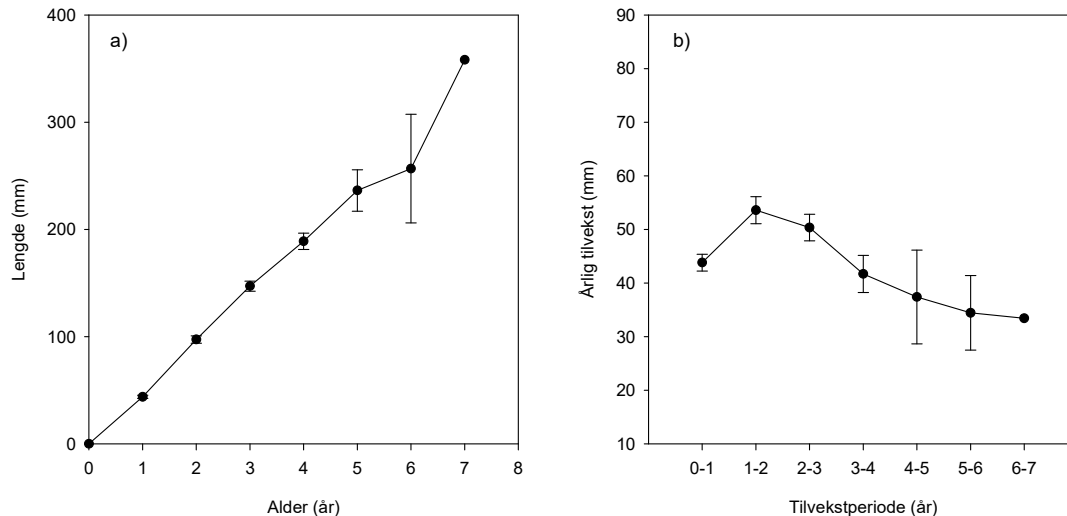 a)
400
300
200
100
0
Lengde (mm)
0 1 2 3 4 5 6 7 8
Alder (år)
b)
90
80
70
60
50
40
30
20
10
Årlig tilvekst (mm)
0-1 1-2 2-3 3-4 4-5 5-6 6-7
Tilvekstperiode (år)